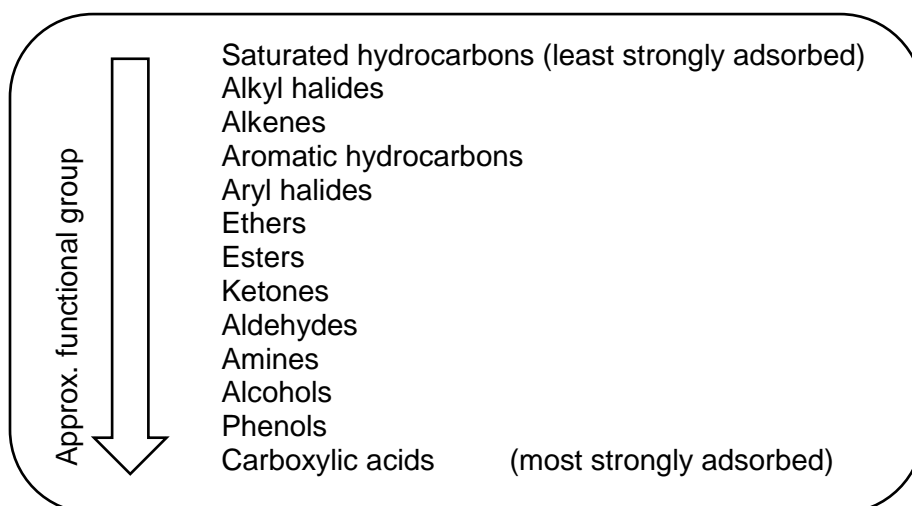 Approx. functional group
Saturated hydrocarbons (least strongly adsorbed)
Alkyl halides
Alkenes
Aromatic hydrocarbons
Aryl halides
Ethers
Esters
Ketones
Aldehydes
Amines
Alcohols
Phenols
Carboxylic acids (most strongly adsorbed)